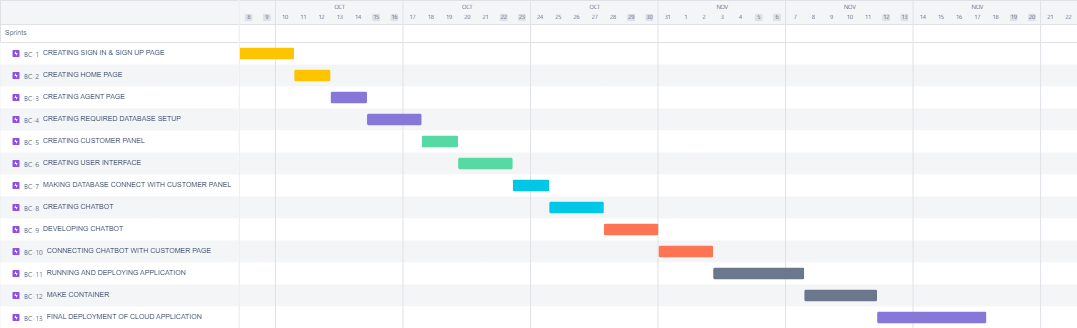 OCT OCT OCT NOV NOV NOV
8 9 10 11 12 13 14 15 16 17 18 19 20 21 22 23 24 25 26 27 28 29 30 31 1 2 3 4 5 6 7 8 9 10 11 12 13 14 15 16 17 18 19 20 21 22
Sprints
BC-1 CREATING SIGN IN & SIGN UP PAGE
BC-2 CREATING HOME PAGE
BC-3 CREATING AGENT PAGE
BC-4 CREATING REQUIRED DATABASE SETUP
BC-5 CREATING CUSTOMER PANEL
BC-6 CREATING USER INTERFACE
BC-7 MAKING DATABASE CONNECT WITH CUSTOMER PANEL
BC-8 CREATING CHATBOT
BC-9 DEVELOPING CHATBOT
BC-10 CONNECTING CHATBOT WITH CUSTOMER PAGE
BC-11 RUNNING AND DEPLOYING APPLICATION
BC-12 MAKE CONTAINER
BC-13 FINAL DEPLOYMENT OF CLOUD APPLICATION